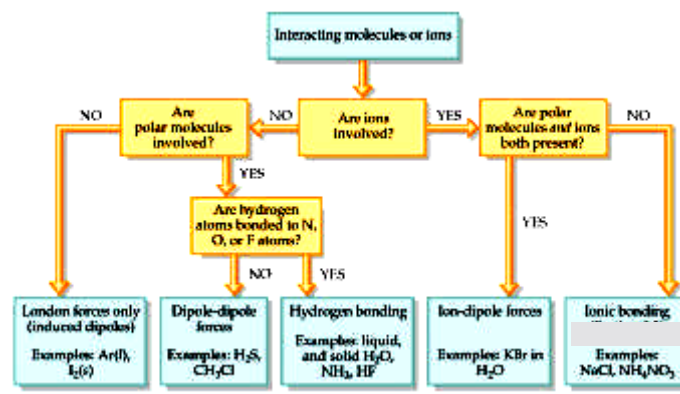 Interacting molecules or ions
Are
polar molecules
involved?
NO
NO
Are ions
involved?
YES
Are polar
molecules and ions
both present?
NO
YES
Are hydrogen
atoms bonded to N,
O, or F atoms?
YES
NO
YES
London forces only
(induced dipoles)
Examples: Ar(l),
I₂(s)
Dipole-dipole
forces
Examples: H₂S,
CH₃Cl
Hydrogen bonding
Examples: liquid,
and solid H₂O,
NH₃, HF
Ion-dipole forces
Examples: KBr in
H₂O
Ionic bonding
Examples:
NaCl, NH₄NO₃